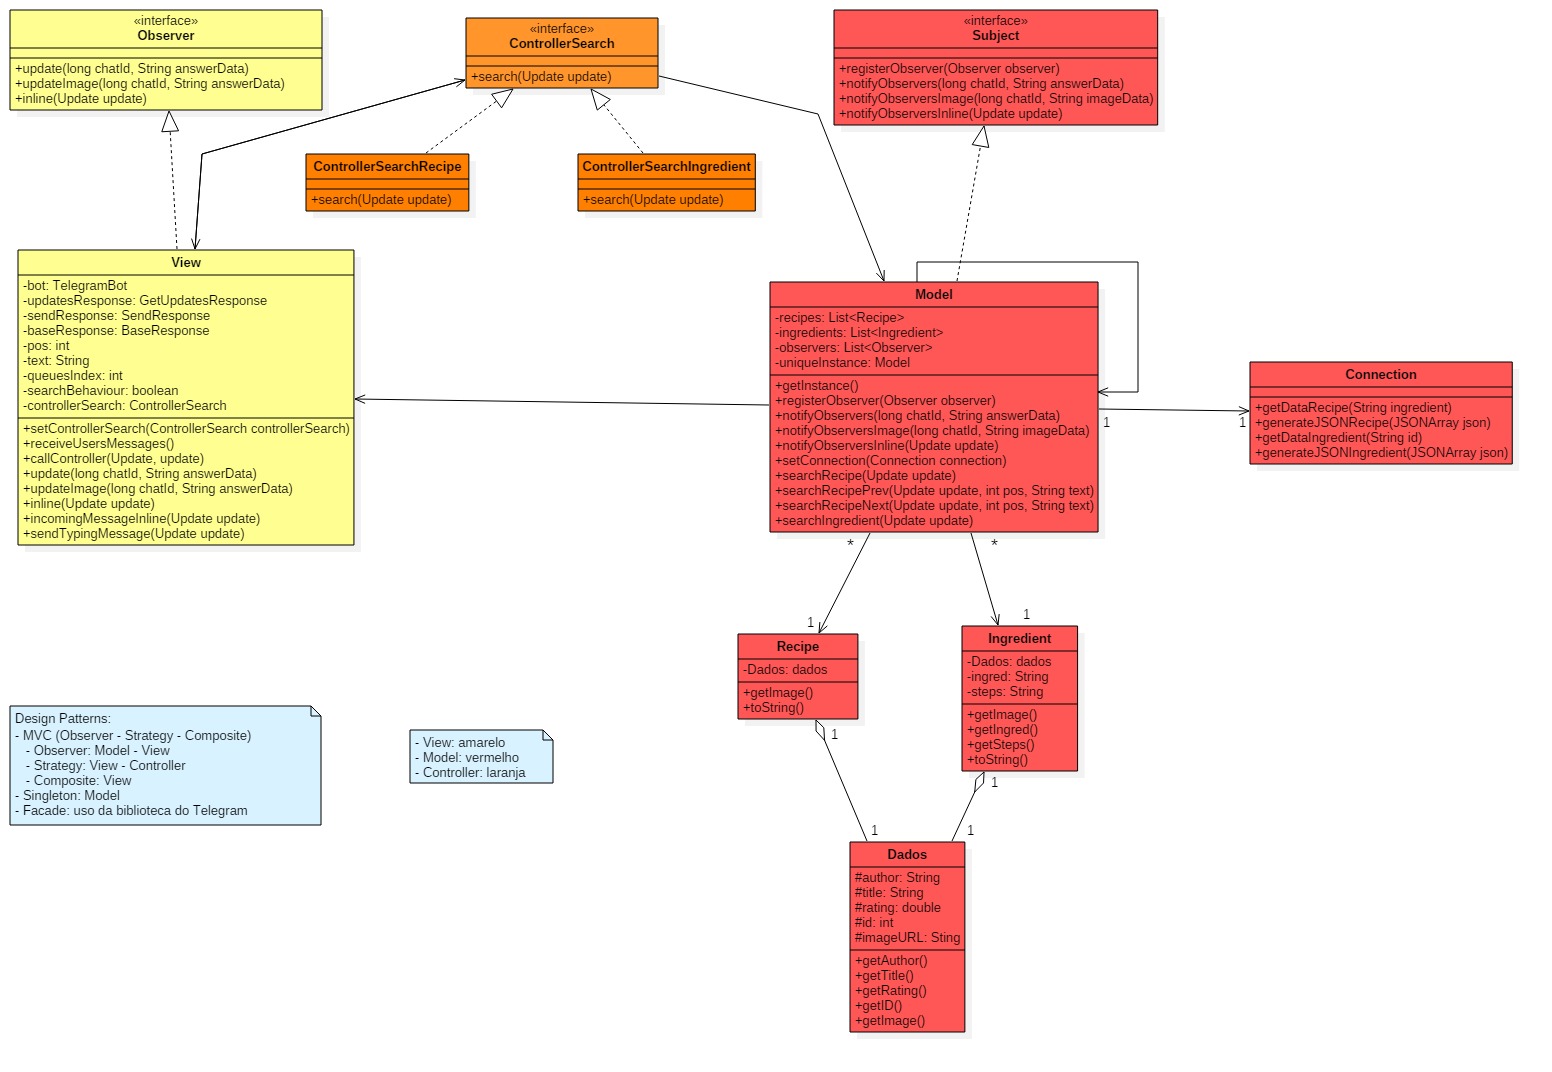 «interface»
Observer
+update(long chatId, String answerData)
+updateImage(long chatId, String answerData)
+inline(Update update)
«interface»
ControllerSearch
+search(Update update)
«interface»
Subject
+registerObserver(Observer observer)
+notifyObservers(long chatId, String answerData)
+notifyObserversImage(long chatId, String imageData)
+notifyObserversInline(Update update)
ControllerSearchRecipe
+search(Update update)
ControllerSearchIngredient
+search(Update update)
View
-bot: TelegramBot
-updatesResponse: GetUpdatesResponse
-sendResponse: SendResponse
-baseResponse: BaseResponse
-pos: int
-text: String
-queuesIndex: int
-searchBehaviour: boolean
-controllerSearch: ControllerSearch
+setControllerSearch(ControllerSearch controllerSearch)
+receiveUsersMessages()
+callController(Update, update)
+update(long chatId, String answerData)
+updateImage(long chatId, String answerData)
+inline(Update update)
+incomingMessageInline(Update update)
+sendTypingMessage(Update update)
Model
-recipes: List<Recipe>
-ingredients: List<Ingredient>
-observers: List<Observer>
-uniqueInstance: Model
+getInstance()
+registerObserver(Observer observer)
+notifyObservers(long chatId, String answerData)
+notifyObserversImage(long chatId, String imageData)
+notifyObserversInline(Update update)
+setConnection(Connection connection)
+searchRecipe(Update update)
+searchRecipePrev(Update update, int pos, String text)
+searchRecipeNext(Update update, int pos, String text)
+searchIngredient(Update update)
1
1
Connection
+getDataRecipe(String ingredient)
+generateJSONRecipe(JSONArray json)
+getDataIngredient(String id)
+generateJSONIngredient(JSONArray json)
*
*
1
1
Recipe
-Dados: dados
+getImage()
+toString()
1
Ingredient
-Dados: dados
-ingred: String
-steps: String
+getImage()
+getIngred()
+getSteps()
+toString()
1
1
1
Dados
#author: String
#title: String
#rating: double
#id: int
#imageURL: Sting
+getAuthor()
+getTitle()
+getRating()
+getID()
+getImage()
Design Patterns:
- MVC (Observer - Strategy - Composite)
- Observer: Model - View
- Strategy: View - Controller
- Composite: View
- Singleton: Model
- Facade: uso da biblioteca do Telegram
- View: amarelo
- Model: vermelho
- Controller: laranja